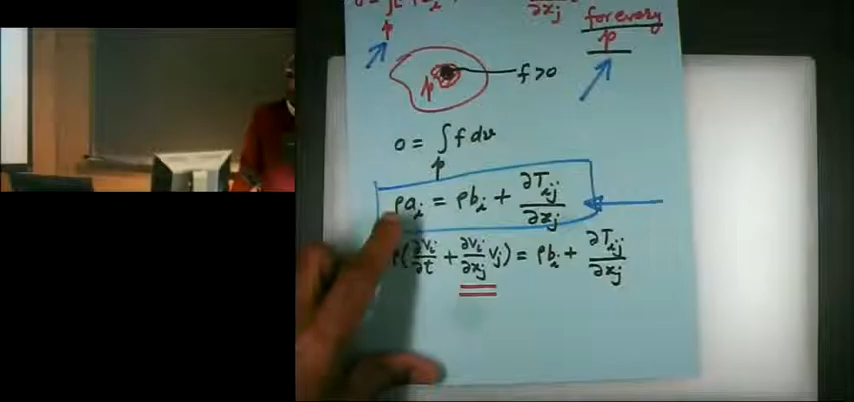 for every
p
∂xⱼ
p
p
f>0
0 = ∫ₚ f dv
ρaᵢ = ρbᵢ + ∂Tᵢⱼ/∂xⱼ
ρ(∂vᵢ/∂t + ∂vᵢ/∂xⱼ vⱼ) = ρbᵢ + ∂Tᵢⱼ/∂xⱼ